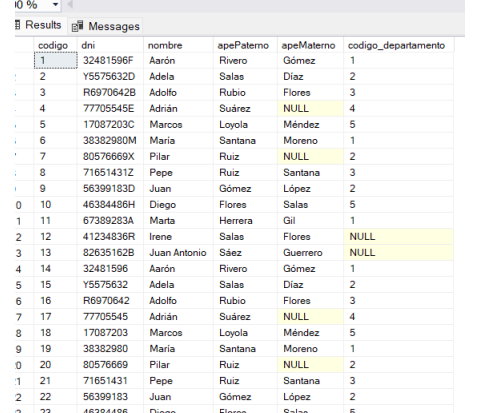 00 %
Results Messages
codigo dni nombre apePaterno apeMaterno codigo_departamento
1 32481596F Aarón Rivero Gómez 1
2 Y5575632D Adela Salas Díaz 2
3 R6970642B Adolfo Rubio Flores 3
4 77705545E Adrián Suárez NULL 4
5 17087203C Marcos Loyola Méndez 5
6 38382980M María Santana Moreno 1
7 80576669X Pilar Ruiz NULL 2
8 71651431Z Pepe Ruiz Santana 3
9 56399183D Juan Gómez López 2
0 10 46384486H Diego Flores Salas 5
1 11 67389283A Marta Herrera Gil 1
2 12 41234836R Irene Salas Flores NULL
3 13 82635162B Juan Antonio Sáez Guerrero NULL
4 14 32481596 Aarón Rivero Gómez 1
5 15 Y5575632 Adela Salas Díaz 2
6 16 R6970642 Adolfo Rubio Flores 3
7 17 77705545 Adrián Suárez NULL 4
8 18 17087203 Marcos Loyola Méndez 5
9 19 38382980 María Santana Moreno 1
0 20 80576669 Pilar Ruiz NULL 2
1 21 71651431 Pepe Ruiz Santana 3
2 22 56399183 Juan Gómez López 2
23 46384486 Diego Flores Salas 5